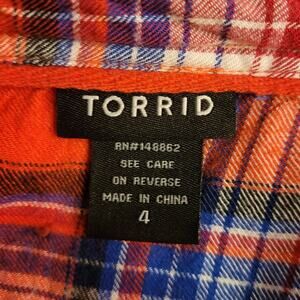 TORRID
RN#148862
SEE CARE
ON REVERSE
MADE IN CHINA
4